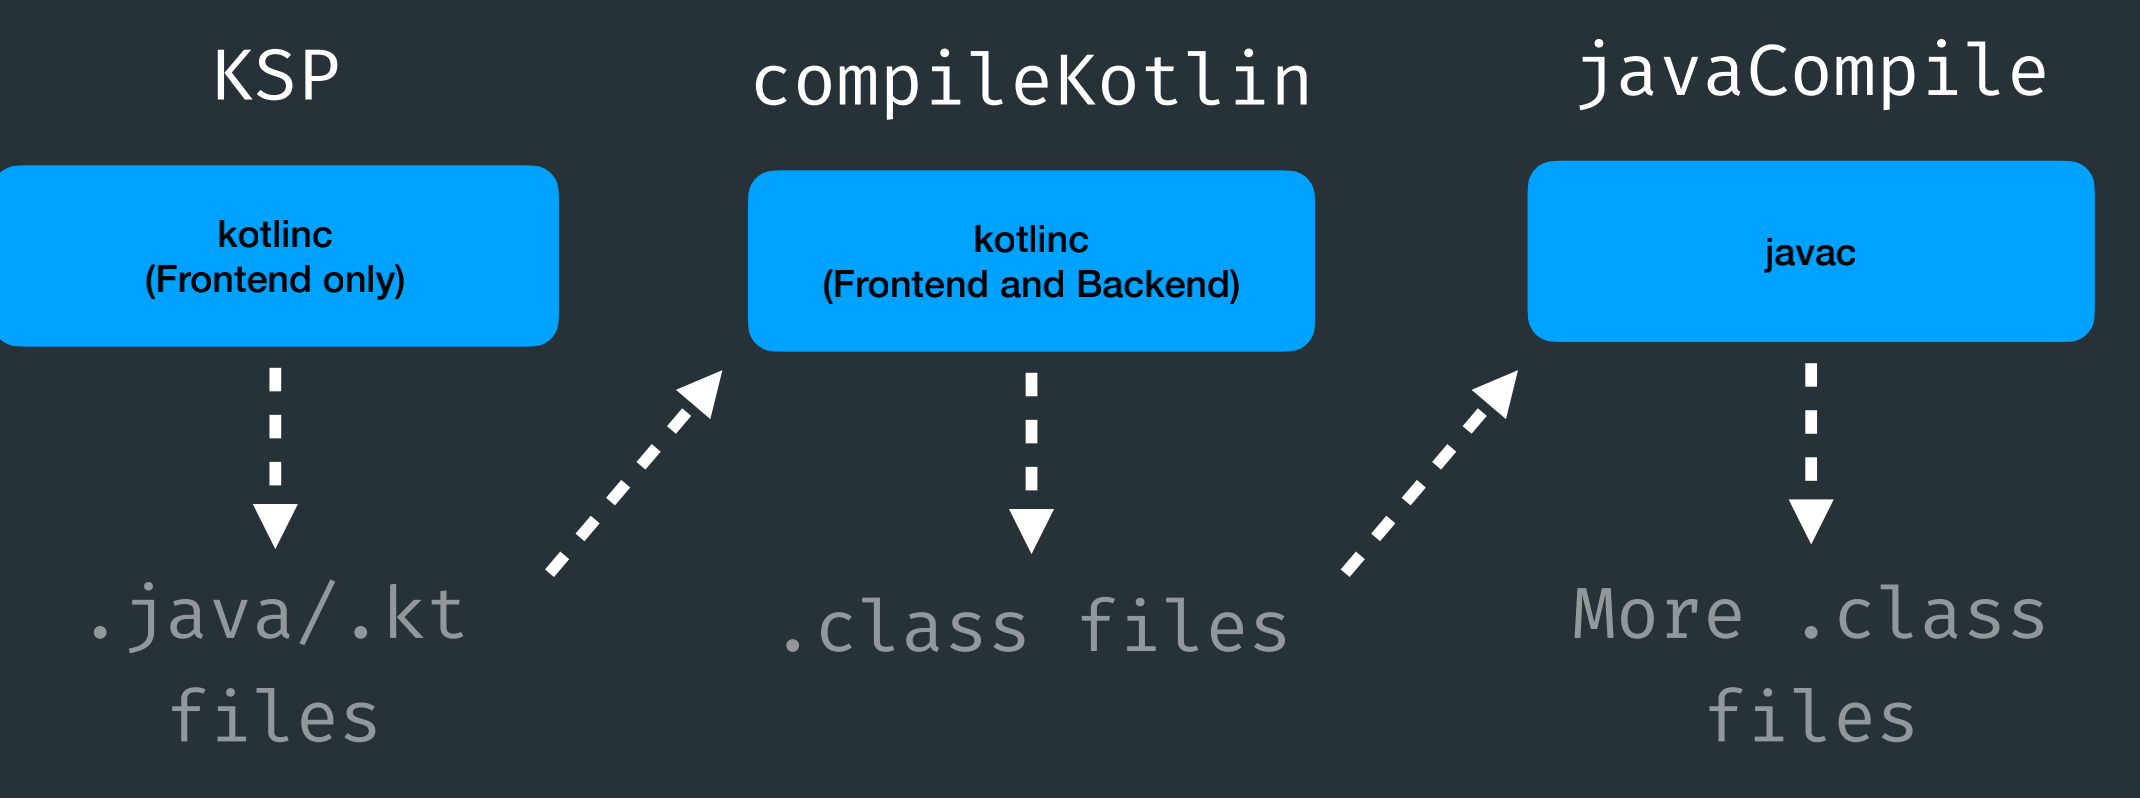 KSP
compileKotlin
javaCompile
kotlinc
(Frontend only)
kotlinc
(Frontend and Backend)
javac
.java/.kt
files
.class files
More .class
files